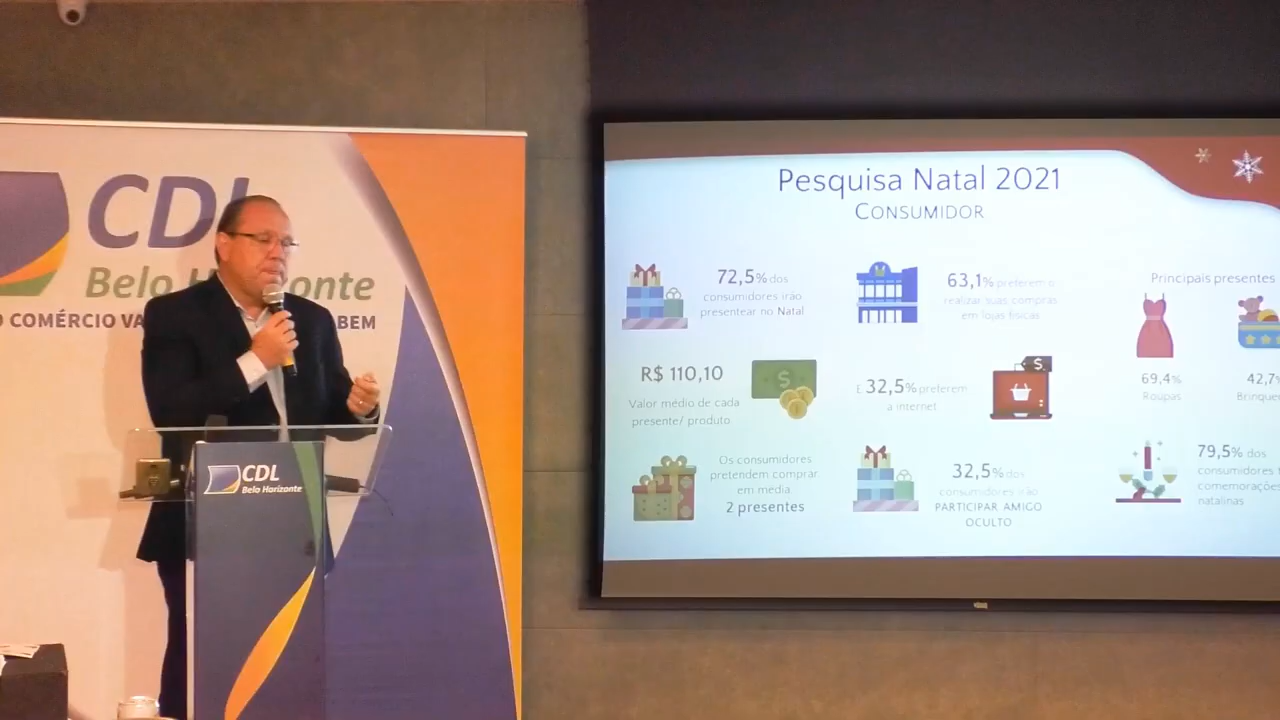 CDL
Belo Horizonte
O COMÉRCIO VA
BEM
CDL
Belo Horizonte
Pesquisa Natal 2021
CONSUMIDOR
72,5% dos
consumidores irão
presentear no Natal
63,1% preferem o
realizar suas compras
em lojas físicas
Principais presentes
69,4%
Roupas
42,7%
Brinque
R$ 110,10
Valor médio de cada
presente/ produto
E 32,5% preferem
a internet
Os consumidores
pretendem comprar
em média
2 presentes
32,5% dos
consumidores irão
PARTICIPAR AMIGO
OCULTO
79,5% dos
consumidores
comemorações
natalinas